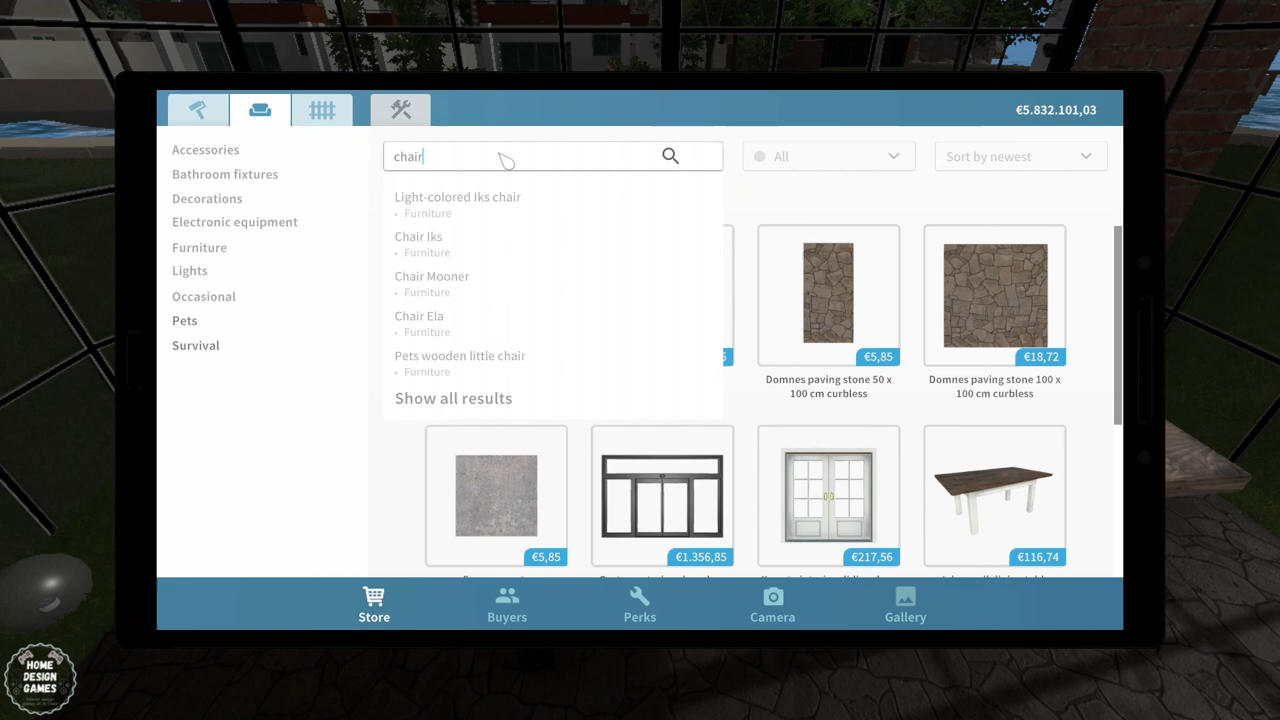 €5.832.101,03
Accessories
Bathroom fixtures
Decorations
Electronic equipment
Furniture
Lights
Occasional
Pets
Survival
chair
All
Sort by newest
Light-colored Iks chair
• Furniture
Chair Iks
• Furniture
Chair Mooner
• Furniture
Chair Ela
• Furniture
Pets wooden little chair
• Furniture
Show all results
€5,85
€18,72
Domnes paving stone 50 x
100 cm curbless
Domnes paving stone 100 x
100 cm curbless
€5,85
€1.356,85
€217,56
€116,74
Store
Buyers
Perks
Camera
Gallery
HOME
DESIGN
GAMES